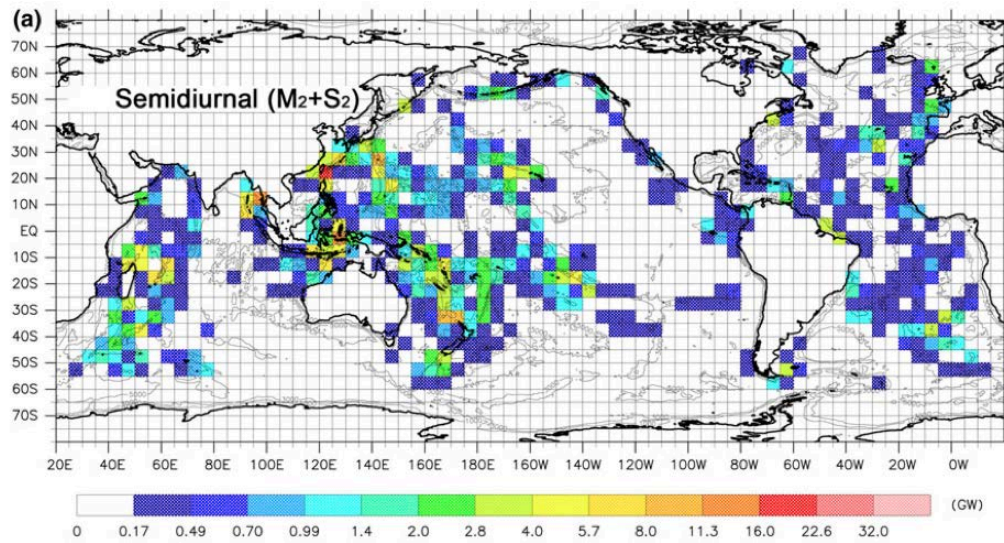 (a)
70N
60N
50N
Semidiurnal (M₂+S₂)
40N
30N
20N
10N
EQ
10S
20S
30S
40S
50S
60S
70S
20E 40E 60E 80E 100E 120E 140E 160E 180E 160W 140W 120W 100W 80W 60W 40W 20W 0W
(GW)
0 0.17 0.49 0.70 0.99 1.4 2.0 2.8 4.0 5.7 8.0 11.3 16.0 22.6 32.0